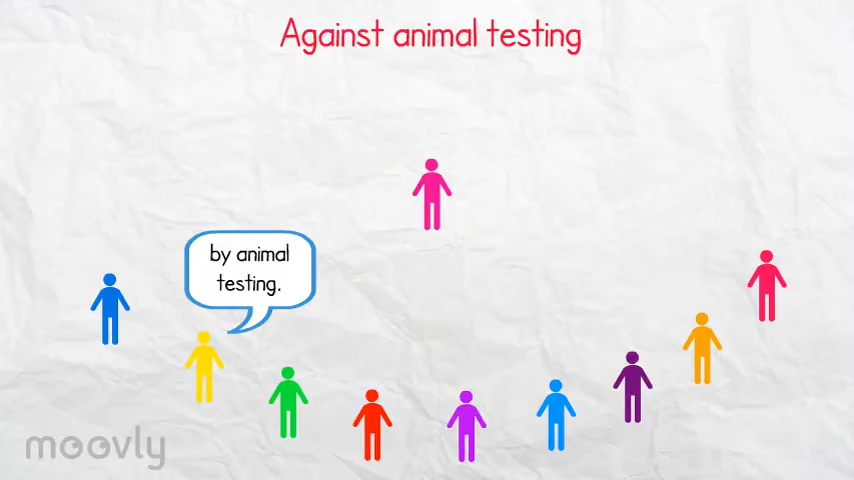 Against animal testing
by animal
testing.
moovly